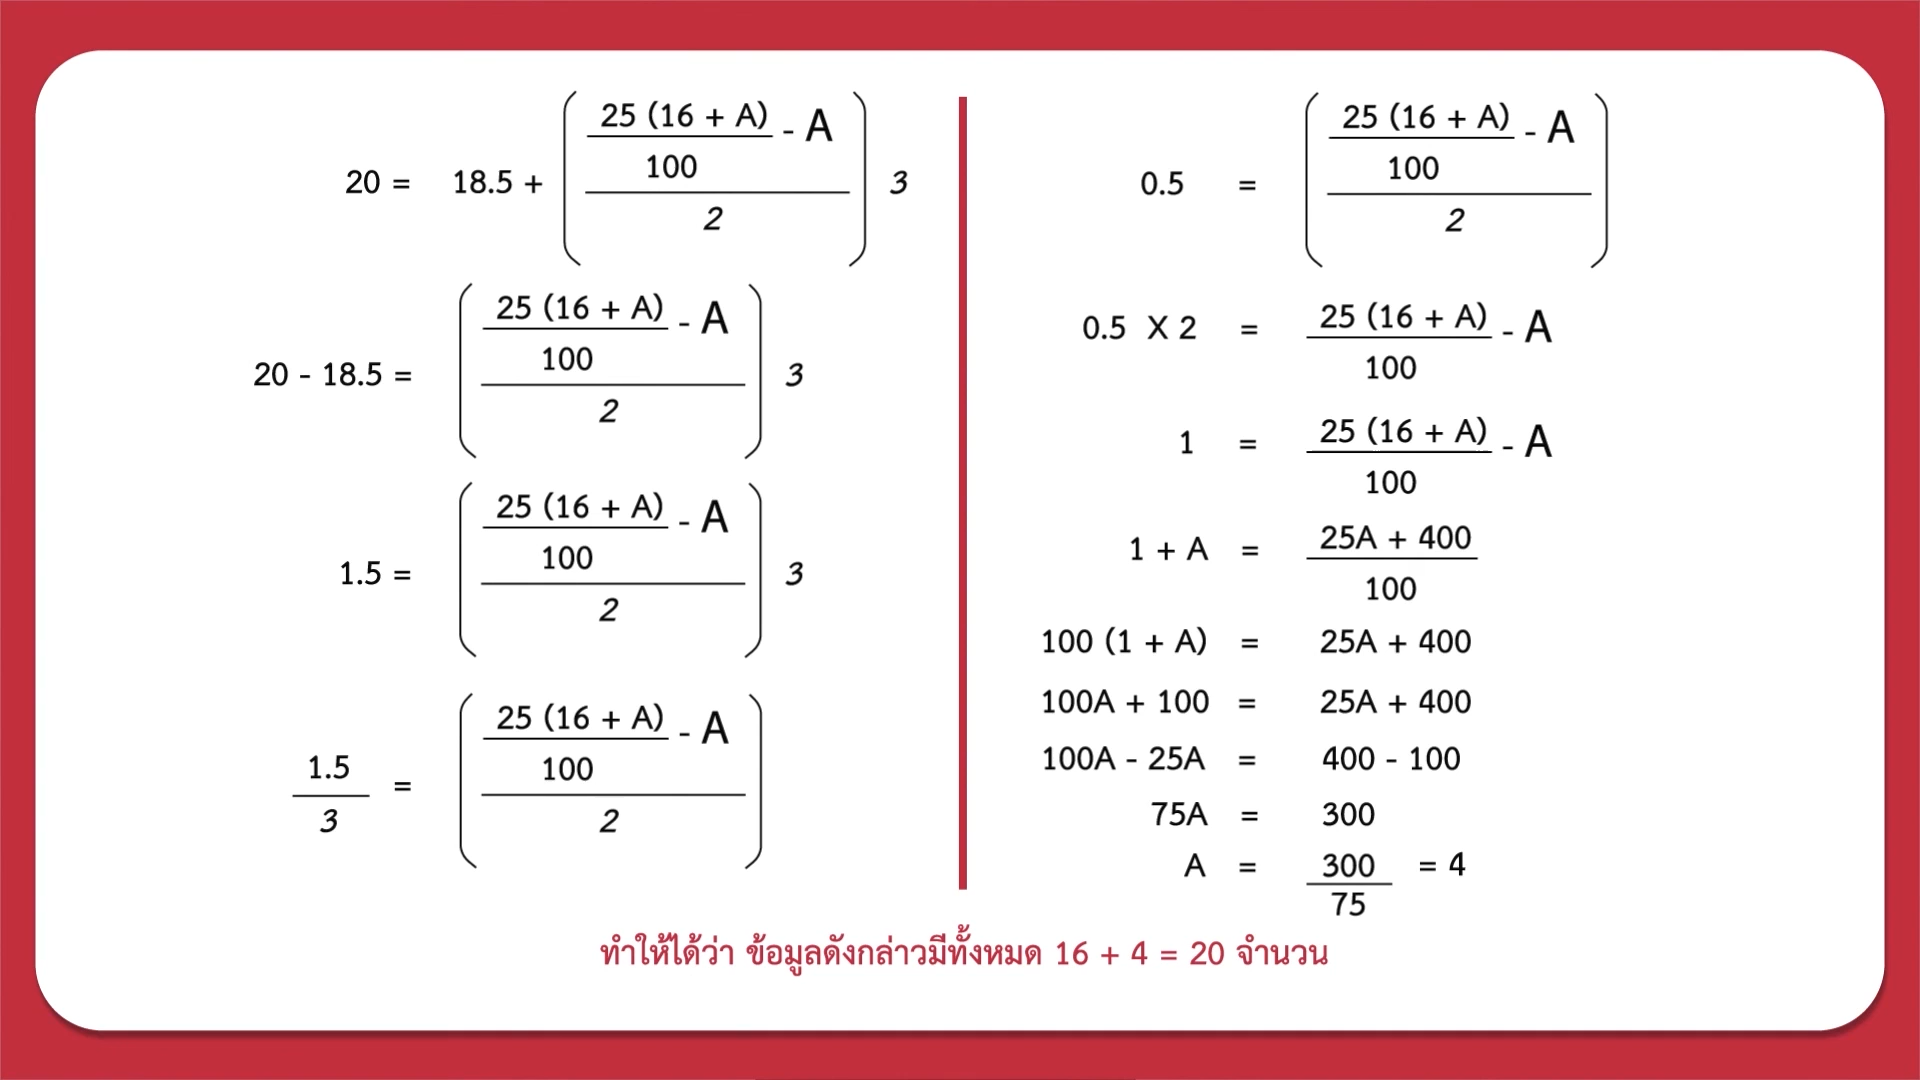 20 = 18.5 + ( (25 (16 + A) / 100 - A) / 2 ) 3
20 - 18.5 = ( (25 (16 + A) / 100 - A) / 2 ) 3
1.5 = ( (25 (16 + A) / 100 - A) / 2 ) 3
1.5 / 3 = ( (25 (16 + A) / 100 - A) / 2 )
0.5 = ( (25 (16 + A) / 100 - A) / 2 )
0.5 X 2 = 25 (16 + A) / 100 - A
1 = 25 (16 + A) / 100 - A
1 + A = 25A + 400 / 100
100 (1 + A) = 25A + 400
100A + 100 = 25A + 400
100A - 25A = 400 - 100
75A = 300
A = 300 / 75 = 4
ทำให้ได้ว่า ข้อมูลดังกล่าวมีทั้งหมด 16 + 4 = 20 จำนวน